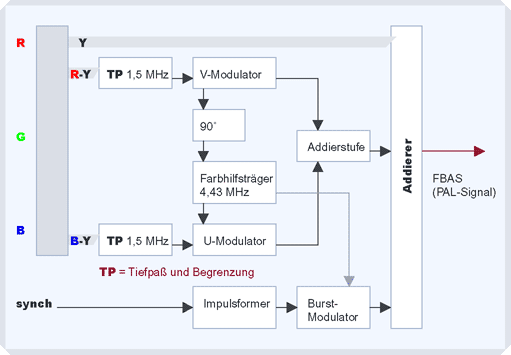 R
Y
R-Y
TP 1,5 MHz
V-Modulator
90°
G
Addierstufe
Addierer
FBAS
(PAL-Signal)
Farbhilfsträger
4,43 MHz
B
B-Y
TP 1,5 MHz
U-Modulator
TP = Tiefpaß und Begrenzung
synch
Impulsformer
Burst-
Modulator